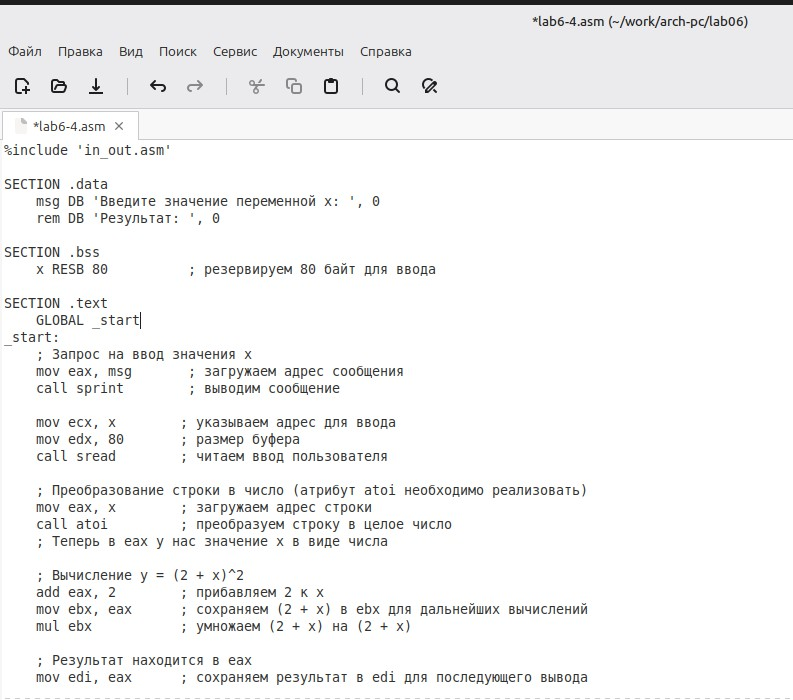 *lab6-4.asm (~/work/arch-pc/lab06)
Файл Правка Вид Поиск Сервис Документы Справка
*lab6-4.asm
%include 'in_out.asm'
SECTION .data
msg DB 'Введите значение переменной x: ', 0
rem DB 'Результат: ', 0
SECTION .bss
x RESB 80 ; резервируем 80 байт для ввода
SECTION .text
GLOBAL _start
_start:
; Запрос на ввод значения x
mov eax, msg ; загружаем адрес сообщения
call sprint ; выводим сообщение
mov ecx, x ; указываем адрес для ввода
mov edx, 80 ; размер буфера
call sread ; читаем ввод пользователя
; Преобразование строки в число (атрибут atoi необходимо реализовать)
mov eax, x ; загружаем адрес строки
call atoi ; преобразуем строку в целое число
; Теперь в eax у нас значение x в виде числа
; Вычисление y = (2 + x)^2
add eax, 2 ; прибавляем 2 к x
mov ebx, eax ; сохраняем (2 + x) в ebx для дальнейших вычислений
mul ebx ; умножаем (2 + x) на (2 + x)
; Результат находится в eax
mov edi, eax ; сохраняем результат в edi для последующего вывода